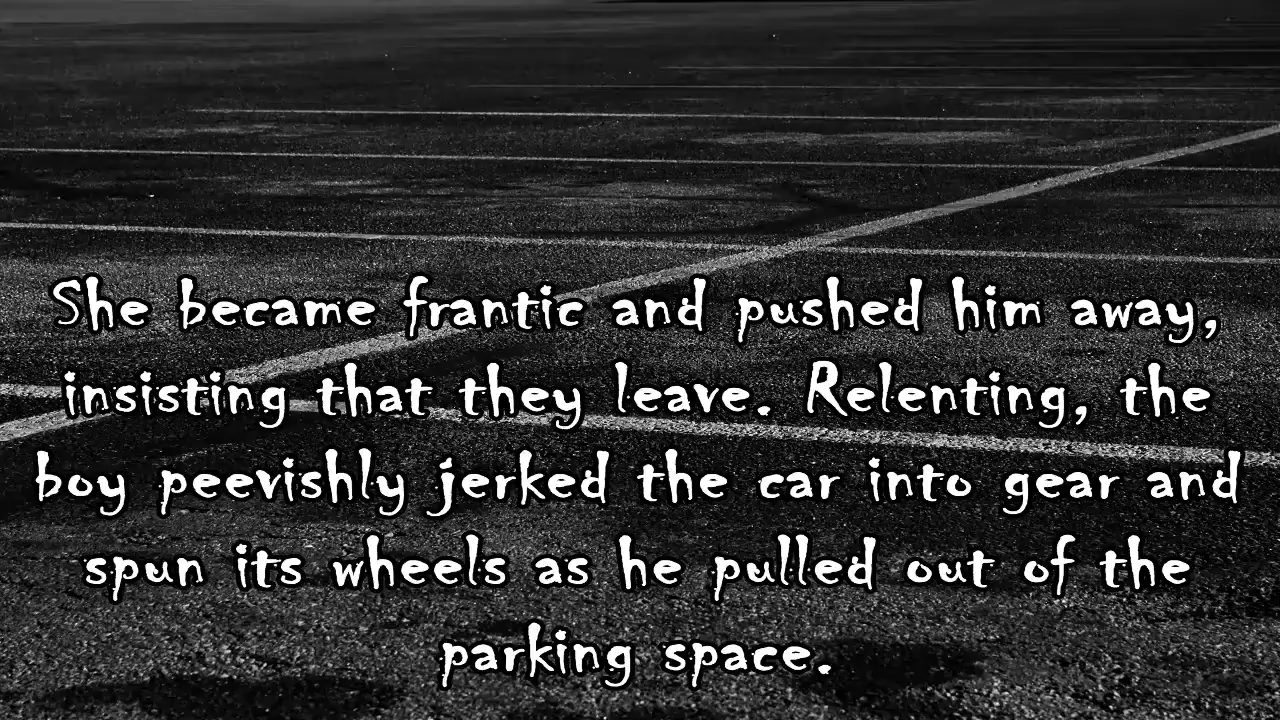 She became frantic and pushed him away,
insisting that they leave. Relenting, the
boy peevishly jerked the car into gear and
spun its wheels as he pulled out of the
parking space.